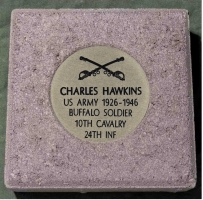 CHARLES HAWKINS
US ARMY 1926-1946
BUFFALO SOLDIER
10TH CAVALRY
24TH INF